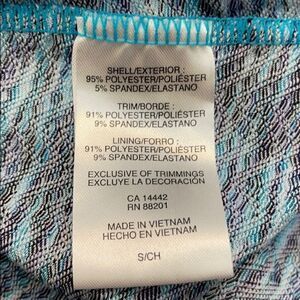 SHELL/EXTERIOR :
95% POLYESTER/POLIÉSTER
5% SPANDEX/ELASTANO
TRIM/BORDE :
91% POLYESTER/POLIÉSTER
9% SPANDEX/ELASTANO
LINING/FORRO :
91% POLYESTER/POLIÉSTER
9% SPANDEX/ELASTANO
EXCLUSIVE OF TRIMMINGS
EXCLUYE LA DECORACIÓN
CA 14442
RN 88201
MADE IN VIETNAM
HECHO EN VIETNAM
S/CH